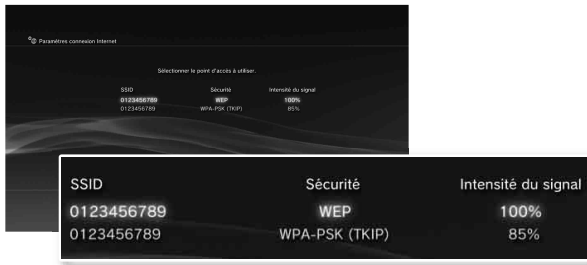 Paramètres connexion Internet
Sélectionner le point d'accès à utiliser.
SSID Sécurité Intensité du signal
0123456789 WEP 100%
0123456789 WPA-PSK (TKIP) 85%
SSID Sécurité Intensité du signal
0123456789 WEP 100%
0123456789 WPA-PSK (TKIP) 85%